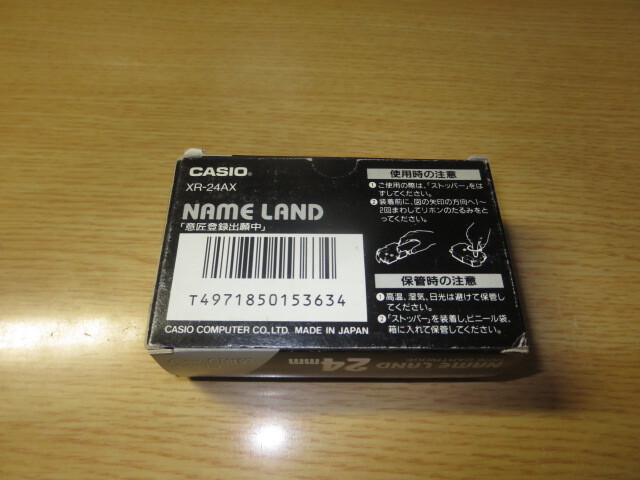 CASIO®
XR-24AX
NAME LAND
「意匠登録出願中」
T4971850153634
CASIO COMPUTER CO.,LTD. MADE IN JAPAN
使用時の注意
❶ご使用の際は、「ストッパー」をは
ずしてください。
❷装着前に、図の矢印の方向へ1〜
2回まわしてリボンのたるみをと
ってください。
保管時の注意
❶高温、湿気、日光は避けて保管し
てください。
❷「ストッパー」を装着し、ビニール袋、
箱に入れて保管してください。
NAME LAND 24mm